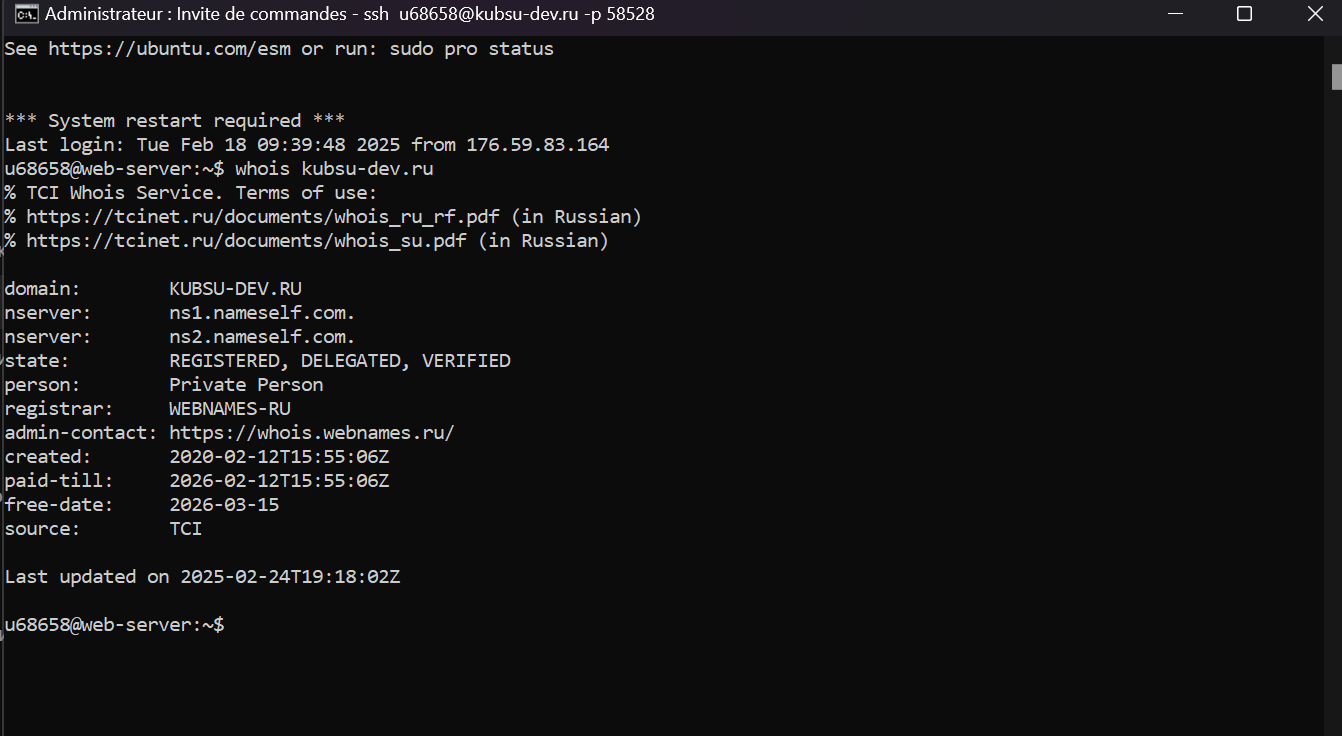 Administrateur : Invite de commandes - ssh  u68658@kubsu-dev.ru -p 58528
See https://ubuntu.com/esm or run: sudo pro status
*** System restart required ***
Last login: Tue Feb 18 09:39:48 2025 from 176.59.83.164
u68658@web-server:~$ whois kubsu-dev.ru
% TCI Whois Service. Terms of use:
% https://tcinet.ru/documents/whois_ru_rf.pdf (in Russian)
% https://tcinet.ru/documents/whois_su.pdf (in Russian)
domain:        KUBSU-DEV.RU
nserver:       ns1.nameself.com.
nserver:       ns2.nameself.com.
state:         REGISTERED, DELEGATED, VERIFIED
person:        Private Person
registrar:     WEBNAMES-RU
admin-contact: https://whois.webnames.ru/
created:       2020-02-12T15:55:06Z
paid-till:     2026-02-12T15:55:06Z
free-date:     2026-03-15
source:        TCI
Last updated on 2025-02-24T19:18:02Z
u68658@web-server:~$